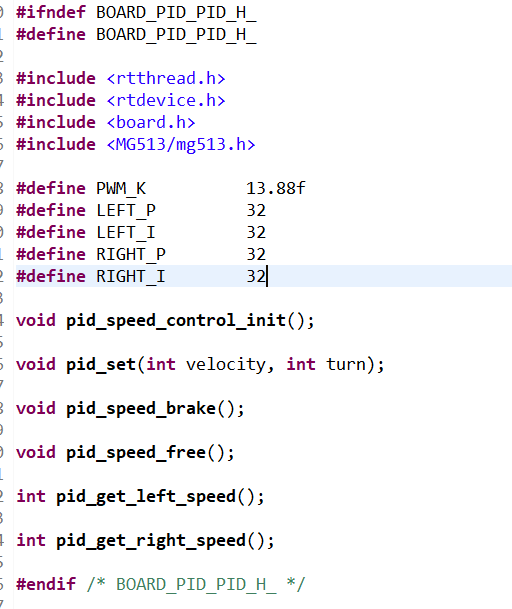 #ifndef BOARD_PID_PID_H_
#define BOARD_PID_PID_H_
#include <rtthread.h>
#include <rtdevice.h>
#include <board.h>
#include <MG513/mg513.h>
#define PWM_K 13.88f
#define LEFT_P 32
#define LEFT_I 32
#define RIGHT_P 32
#define RIGHT_I 32
void pid_speed_control_init();
void pid_set(int velocity, int turn);
void pid_speed_brake();
void pid_speed_free();
int pid_get_left_speed();
int pid_get_right_speed();
#endif /* BOARD_PID_PID_H_ */